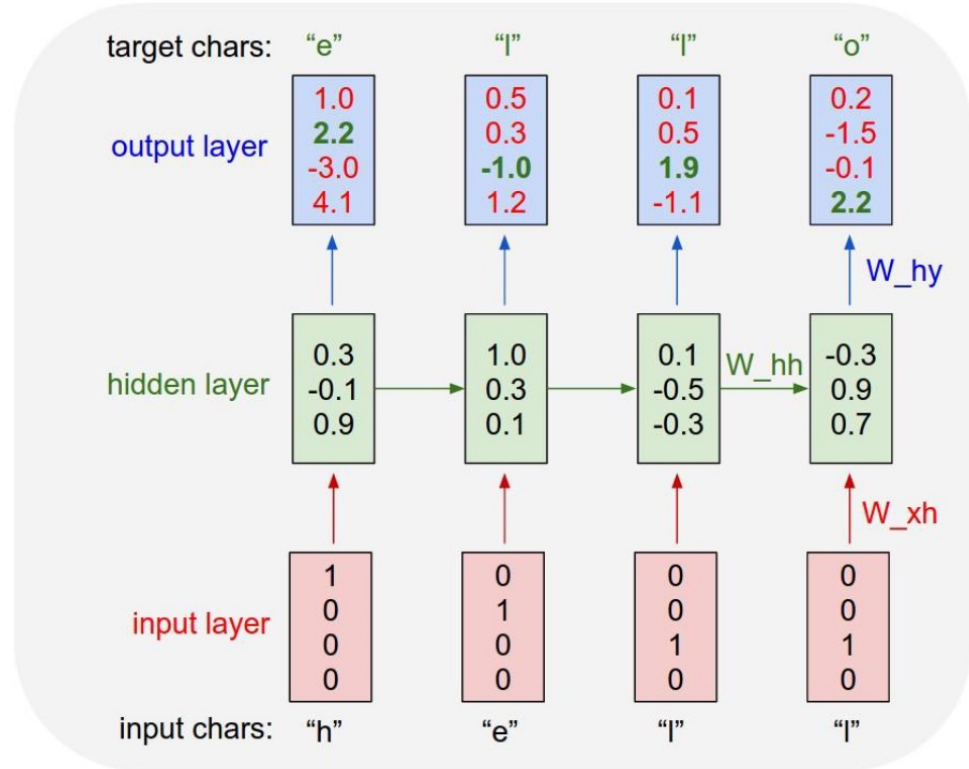 target chars: “e” “l” “l” “o”
1.0 0.5 0.1 0.2
2.2 0.3 0.5 -1.5
output layer
-3.0 -1.0 1.9 -0.1
4.1 1.2 -1.1 2.2
W_hy
0.3 1.0 0.1 -0.3
W_hh
hidden layer -0.1 0.3 -0.5 0.9
0.9 0.1 -0.3 0.7
W_xh
1 0 0 0
0 1 0 0
input layer
0 0 1 1
0 0 0 0
input chars: “h” “e” “l” “l”